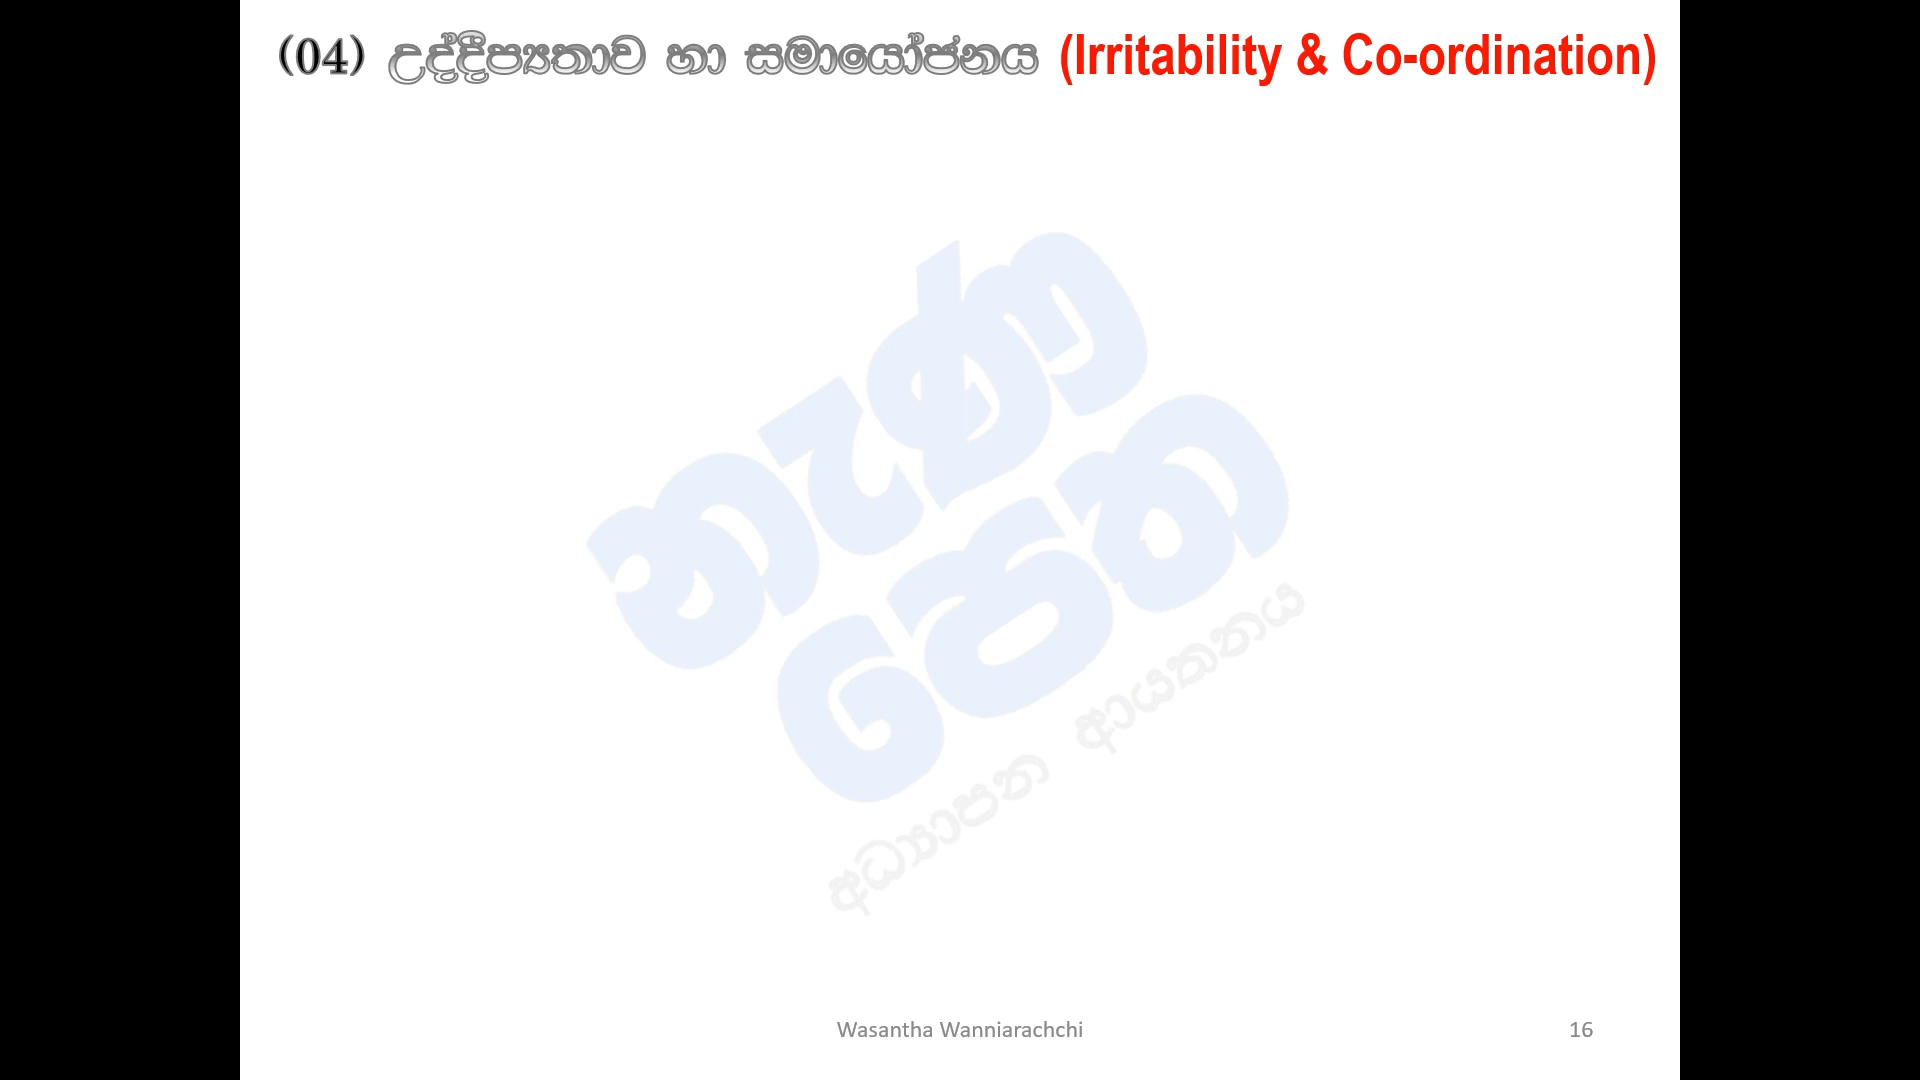 (04) උද්දීප්‍යතාව හා සමායෝජනය (Irritability & Co-ordination)
නැණ
කෙත
අධ්‍යාපන ආයතනය
Wasantha Wanniarachchi
16